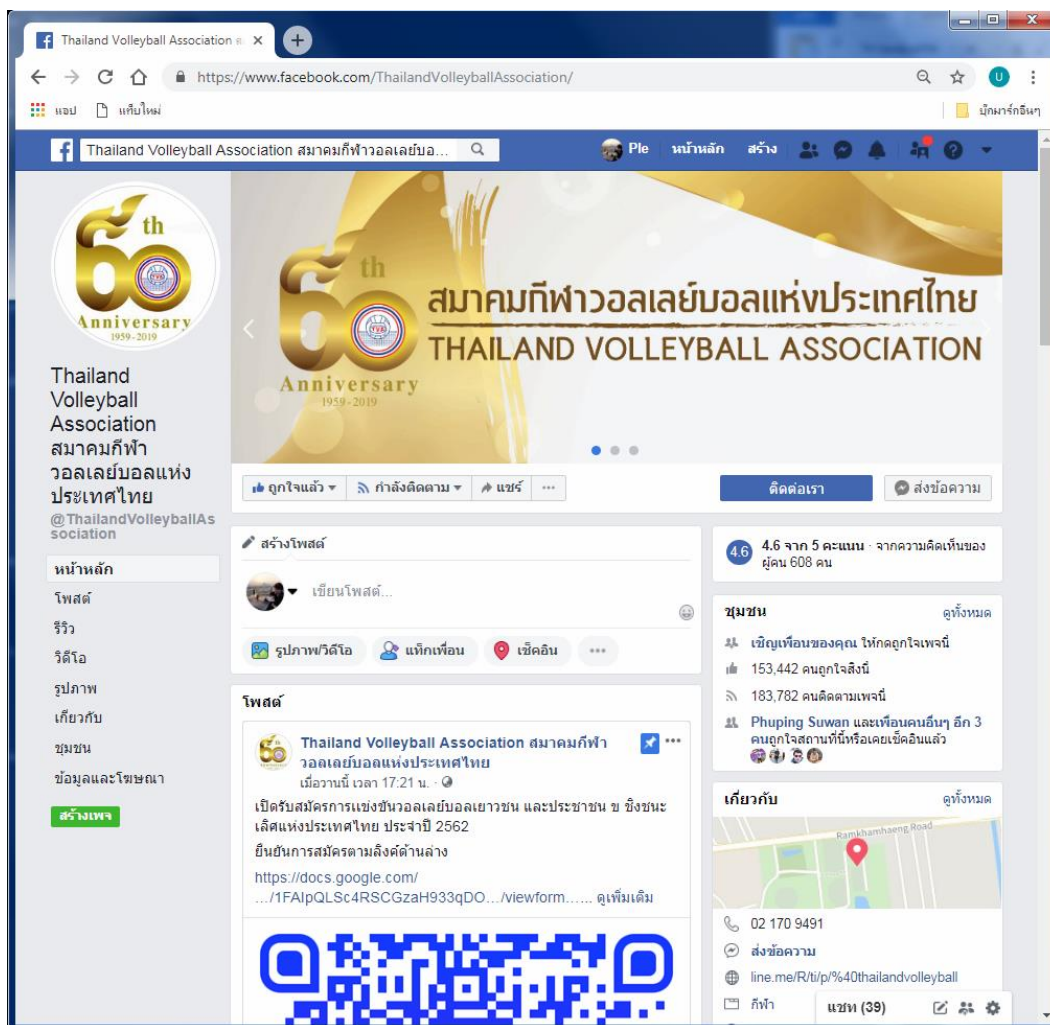 Thailand Volleyball Association
https://www.facebook.com/ThailandVolleyballAssociation/
U
แอป
แท็บใหม่
บุ๊กมาร์กอื่นๆ
Thailand Volleyball Association สมาคมกีฬาวอลเลย์บอ...
Ple
หน้าหลัก
สร้าง
60th
TVA
Anniversary
1959-2019
60th
TVA
Anniversary
1959-2019
สมาคมกีฬาวอลเลย์บอลแห่งประเทศไทย
THAILAND VOLLEYBALL ASSOCIATION
Thailand
Volleyball
Association
สมาคมกีฬา
วอลเลย์บอลแห่ง
ประเทศไทย
@ThailandVolleyballAs
sociation
หน้าหลัก
โพสต์
รีวิว
วิดีโอ
รูปภาพ
เกี่ยวกับ
ชุมชน
ข้อมูลและโฆษณา
สร้างเพจ
ถูกใจแล้ว
กำลังติดตาม
แชร์
...
ติดต่อเรา
ส่งข้อความ
สร้างโพสต์
เขียนโพสต์...
รูปภาพ/วิดีโอ
แท็กเพื่อน
เช็คอิน
...
โพสต์
Thailand Volleyball Association สมาคมกีฬา
วอลเลย์บอลแห่งประเทศไทย
เมื่อวานนี้ เวลา 17:21 น. ·
เปิดรับสมัครการแข่งขันวอลเลย์บอลเยาวชน และประชาชน ข ชิงชนะ
เลิศแห่งประเทศไทย ประจำปี 2562
ยืนยันการสมัครตามลิงค์ด้านล่าง
https://docs.google.com/
.../1FAIpQLSc4RSCGzaH933qDO.../viewform...... ดูเพิ่มเติม
4.6
4.6 จาก 5 คะแนน · จากความคิดเห็นของ
ผู้คน 608 คน
ชุมชน
ดูทั้งหมด
เชิญเพื่อนของคุณ ให้กดถูกใจเพจนี้
153,442 คนถูกใจสิ่งนี้
183,782 คนติดตามเพจนี้
Phuping Suwan และเพื่อนคนอื่นๆ อีก 3
คนถูกใจสถานที่นี้หรือเคยเช็คอินแล้ว
เกี่ยวกับ
ดูทั้งหมด
Ramkhamhaeng Road
02 170 9491
ส่งข้อความ
line.me/R/ti/p/%40thailandvolleyball
กีฬา
แชท (39)